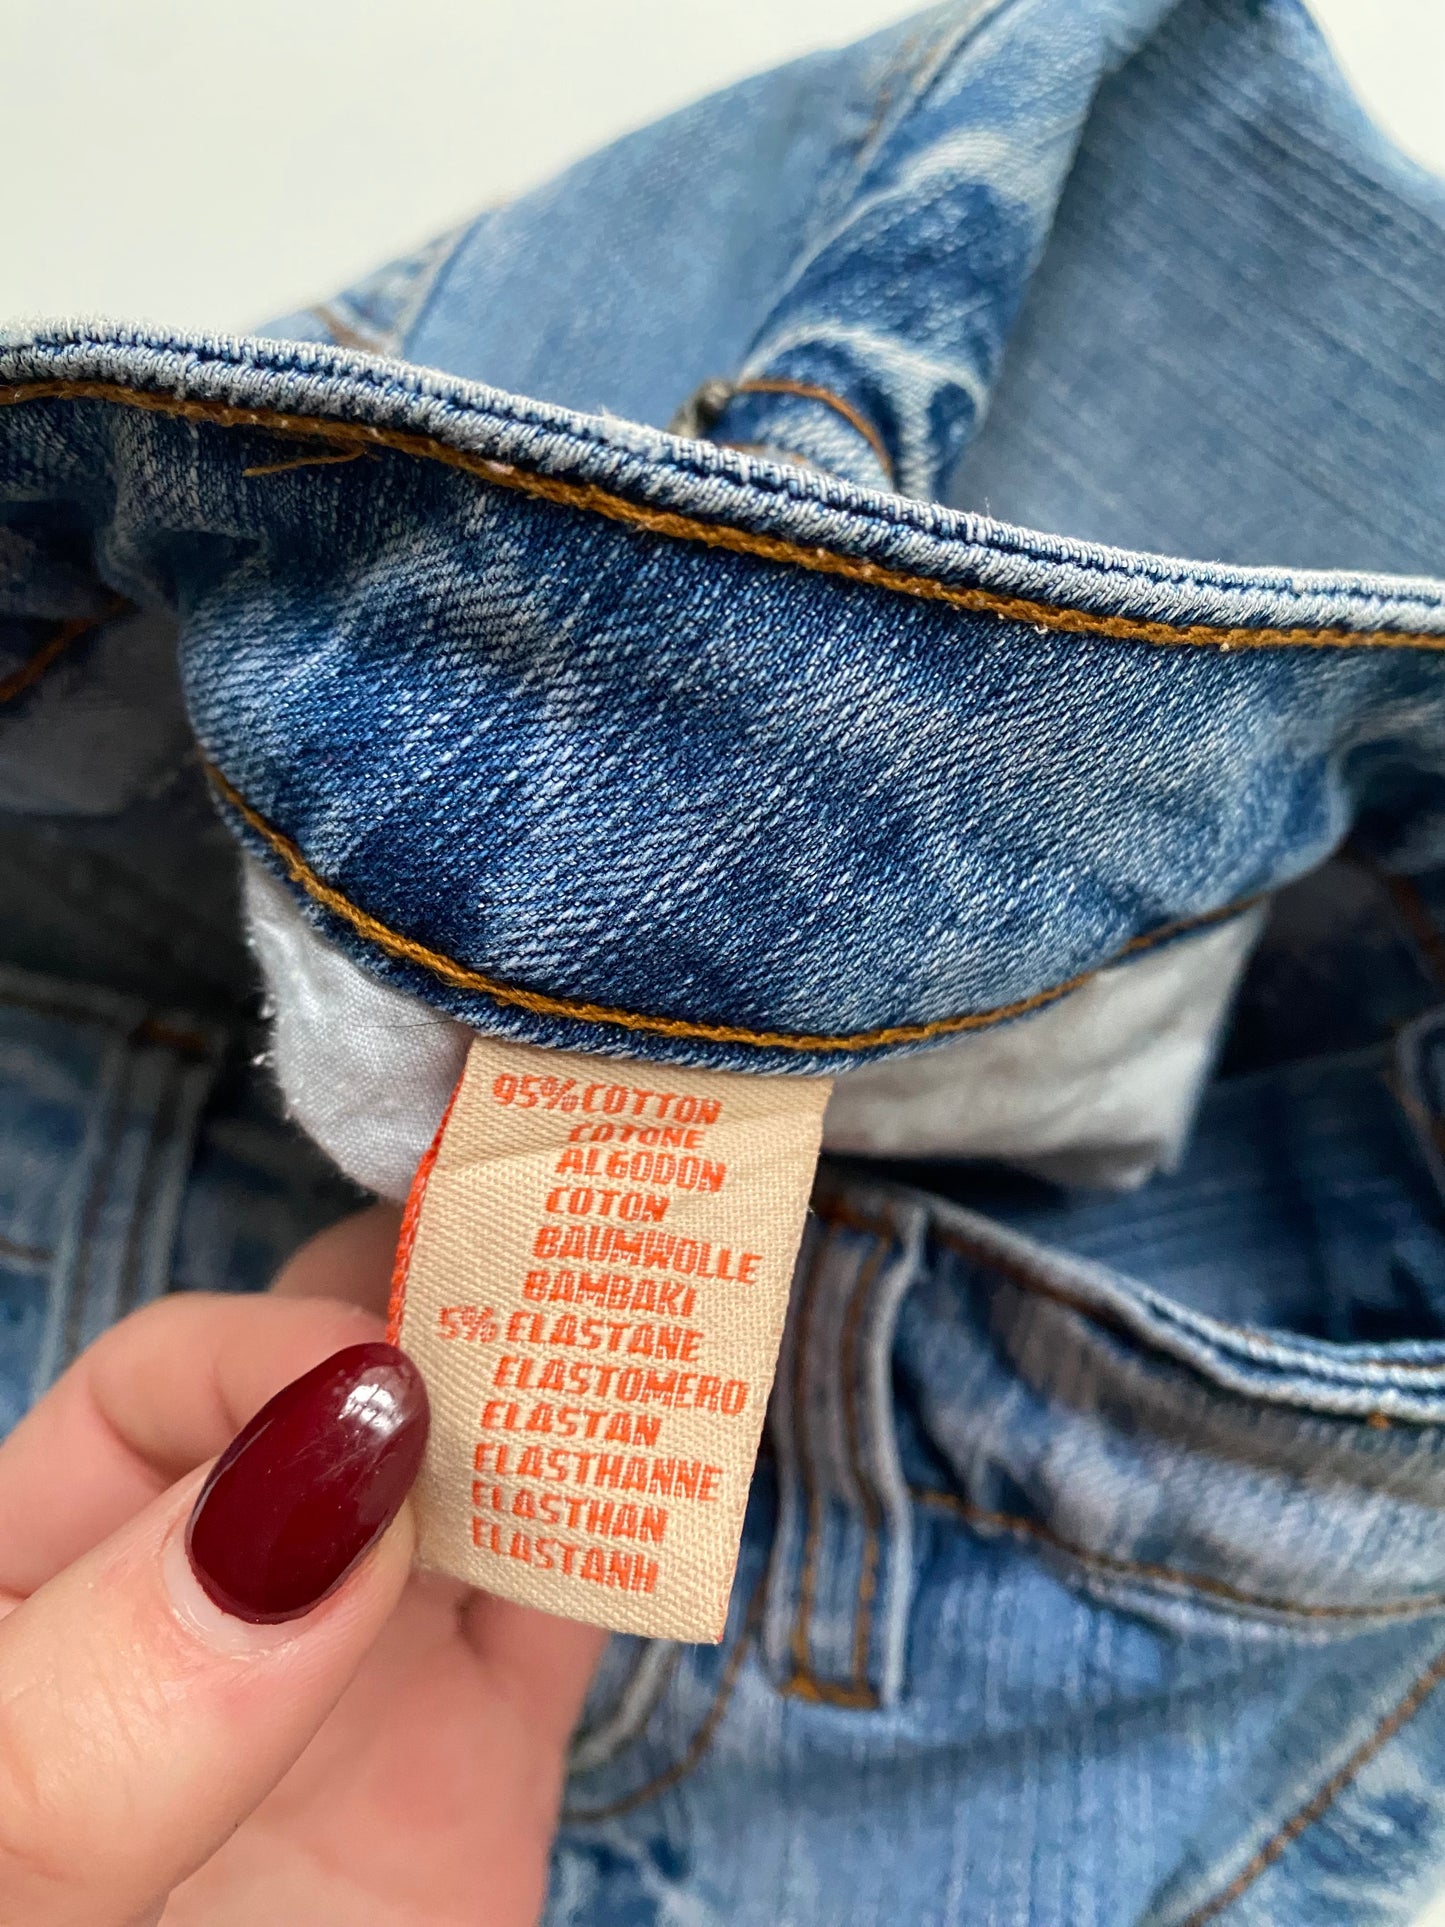 95% COTTON
COTONE
ALGODON
COTON
BAUMWOLLE
BAMBAKI
5% ELASTANE
ELASTOMERO
ELASTAN
ELASTHANNE
ELASTHAN
ELASTANH